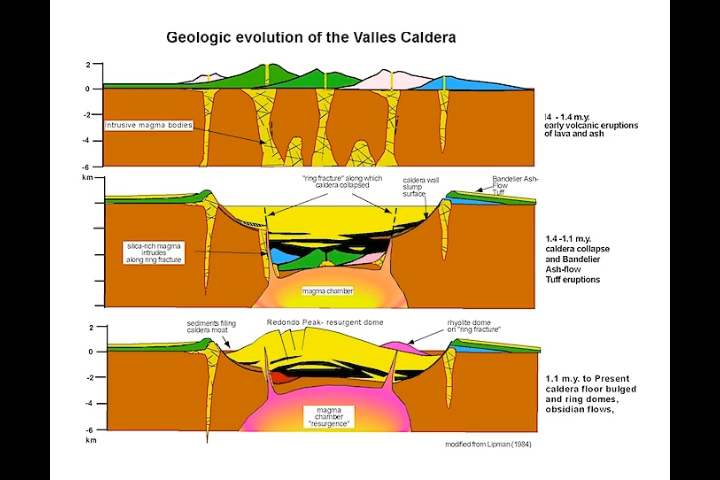 Geologic evolution of the Valles Caldera
2
0
-2
-4
-6
km
Intrusive magma bodies
4 - 1.4 m.y.
early volcanic eruptions
of lava and ash
"ring fracture" along which
caldera collapsed
caldera wall
slump
surface
Bandelier Ash-
Flow
Tuff
silica-rich magma
intrudes
along ring fracture
magma chamber
1.4 -1.1 m.y.
caldera collapse
and Bandelier
Ash-flow
Tuff eruptions
sediments filling
caldera moat
Redondo Peak- resurgent dome
rhyolite dome
on "ring fracture"
2
0
-2
-4
-6
km
magma
chamber
"resurgence"
1.1 m.y. to Present
caldera floor bulged
and ring domes,
obsidian flows,
modified from Lipman (1984)